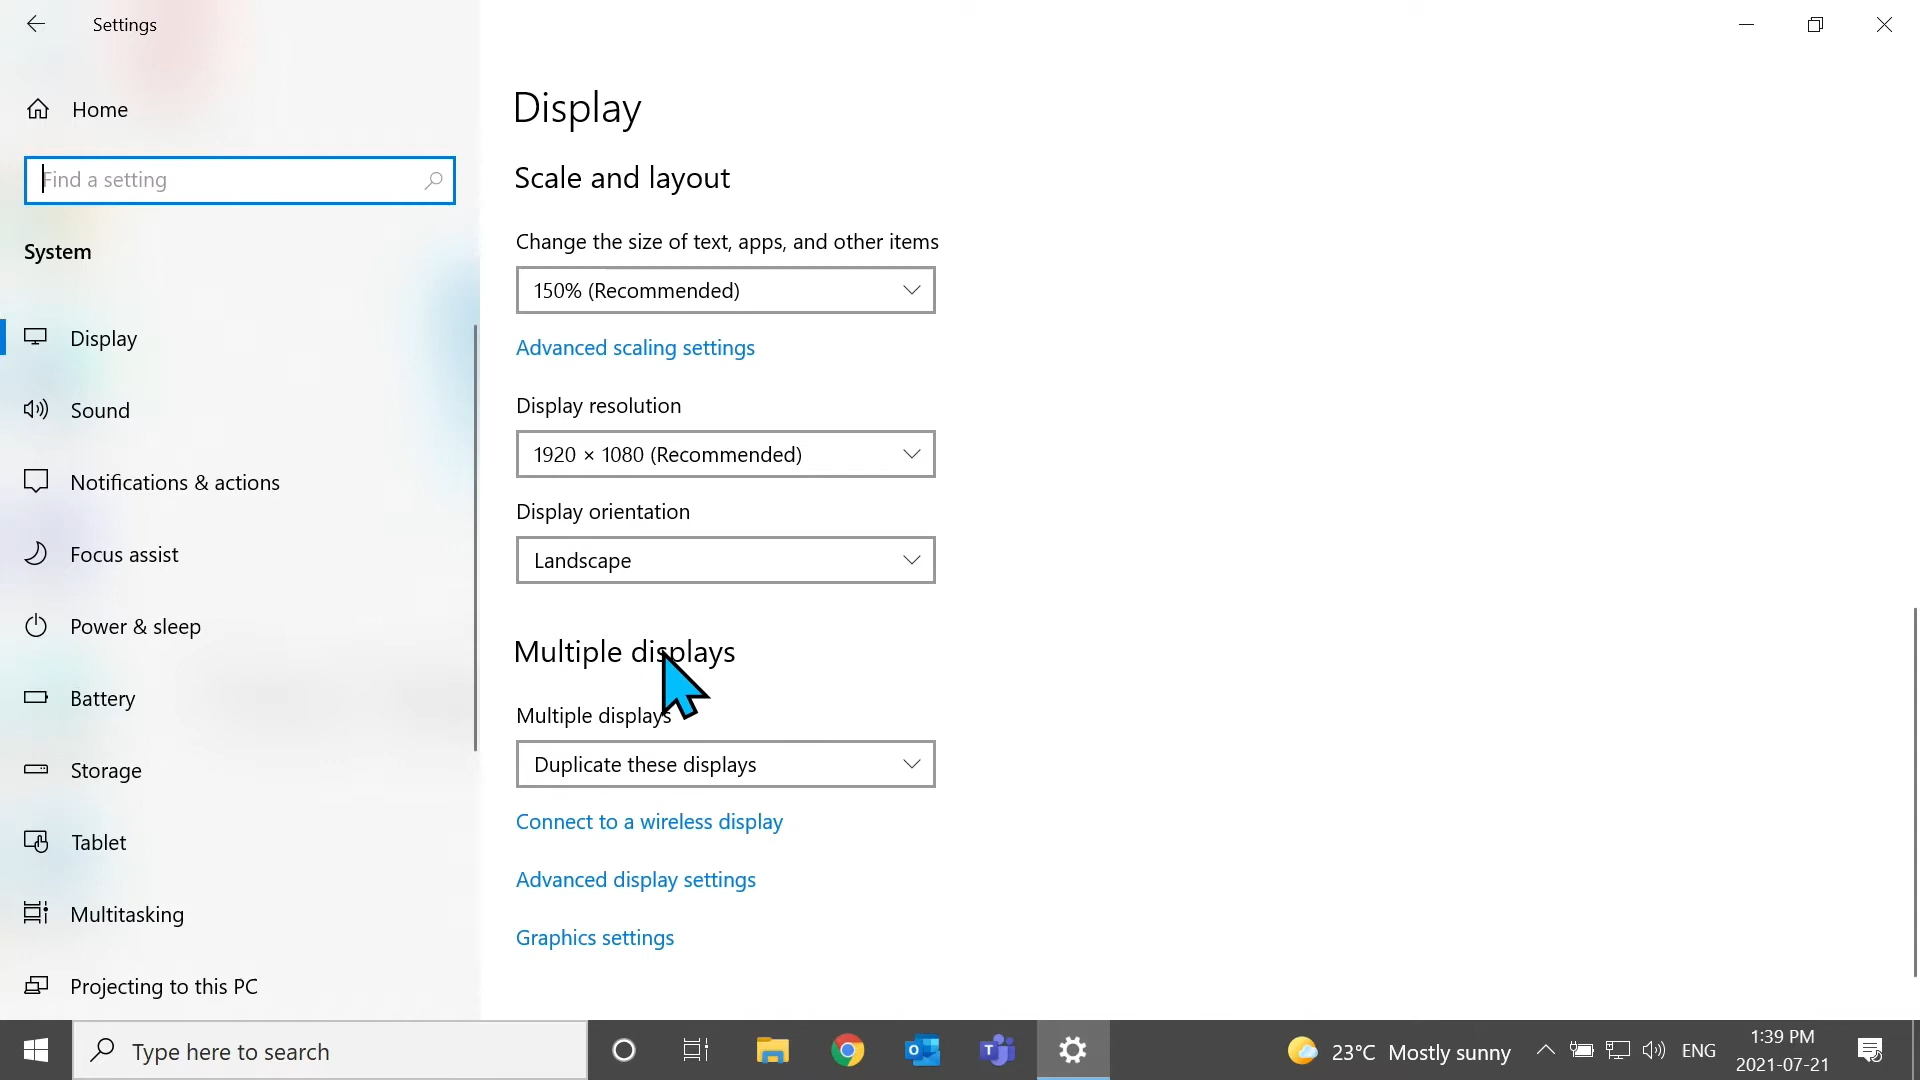 Settings
Home
Find a setting
System
Display
Sound
Notifications & actions
Focus assist
Power & sleep
Battery
Storage
Tablet
Multitasking
Projecting to this PC
Display
Scale and layout
Change the size of text, apps, and other items
150% (Recommended)
Advanced scaling settings
Display resolution
1920 × 1080 (Recommended)
Display orientation
Landscape
Multiple displays
Multiple displays
Duplicate these displays
Connect to a wireless display
Advanced display settings
Graphics settings
Type here to search
23°C Mostly sunny
ENG
1:39 PM
2021-07-21